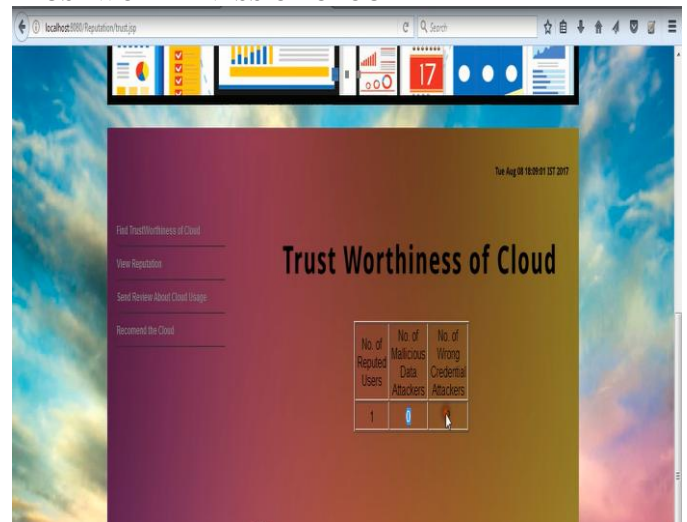 localhost:8080/Reputation/trust.jsp
Search
17
Tue Aug 08 18:09:01 IST 2017
Find TrustWorthiness of Cloud
View Reputation
Send Review About Cloud Usage
Recomend the Cloud
Trust Worthiness of Cloud
No. of Reputed Users
No. of Mallicious Data Attackers
No. of Wrong Credential Attackers
1
0